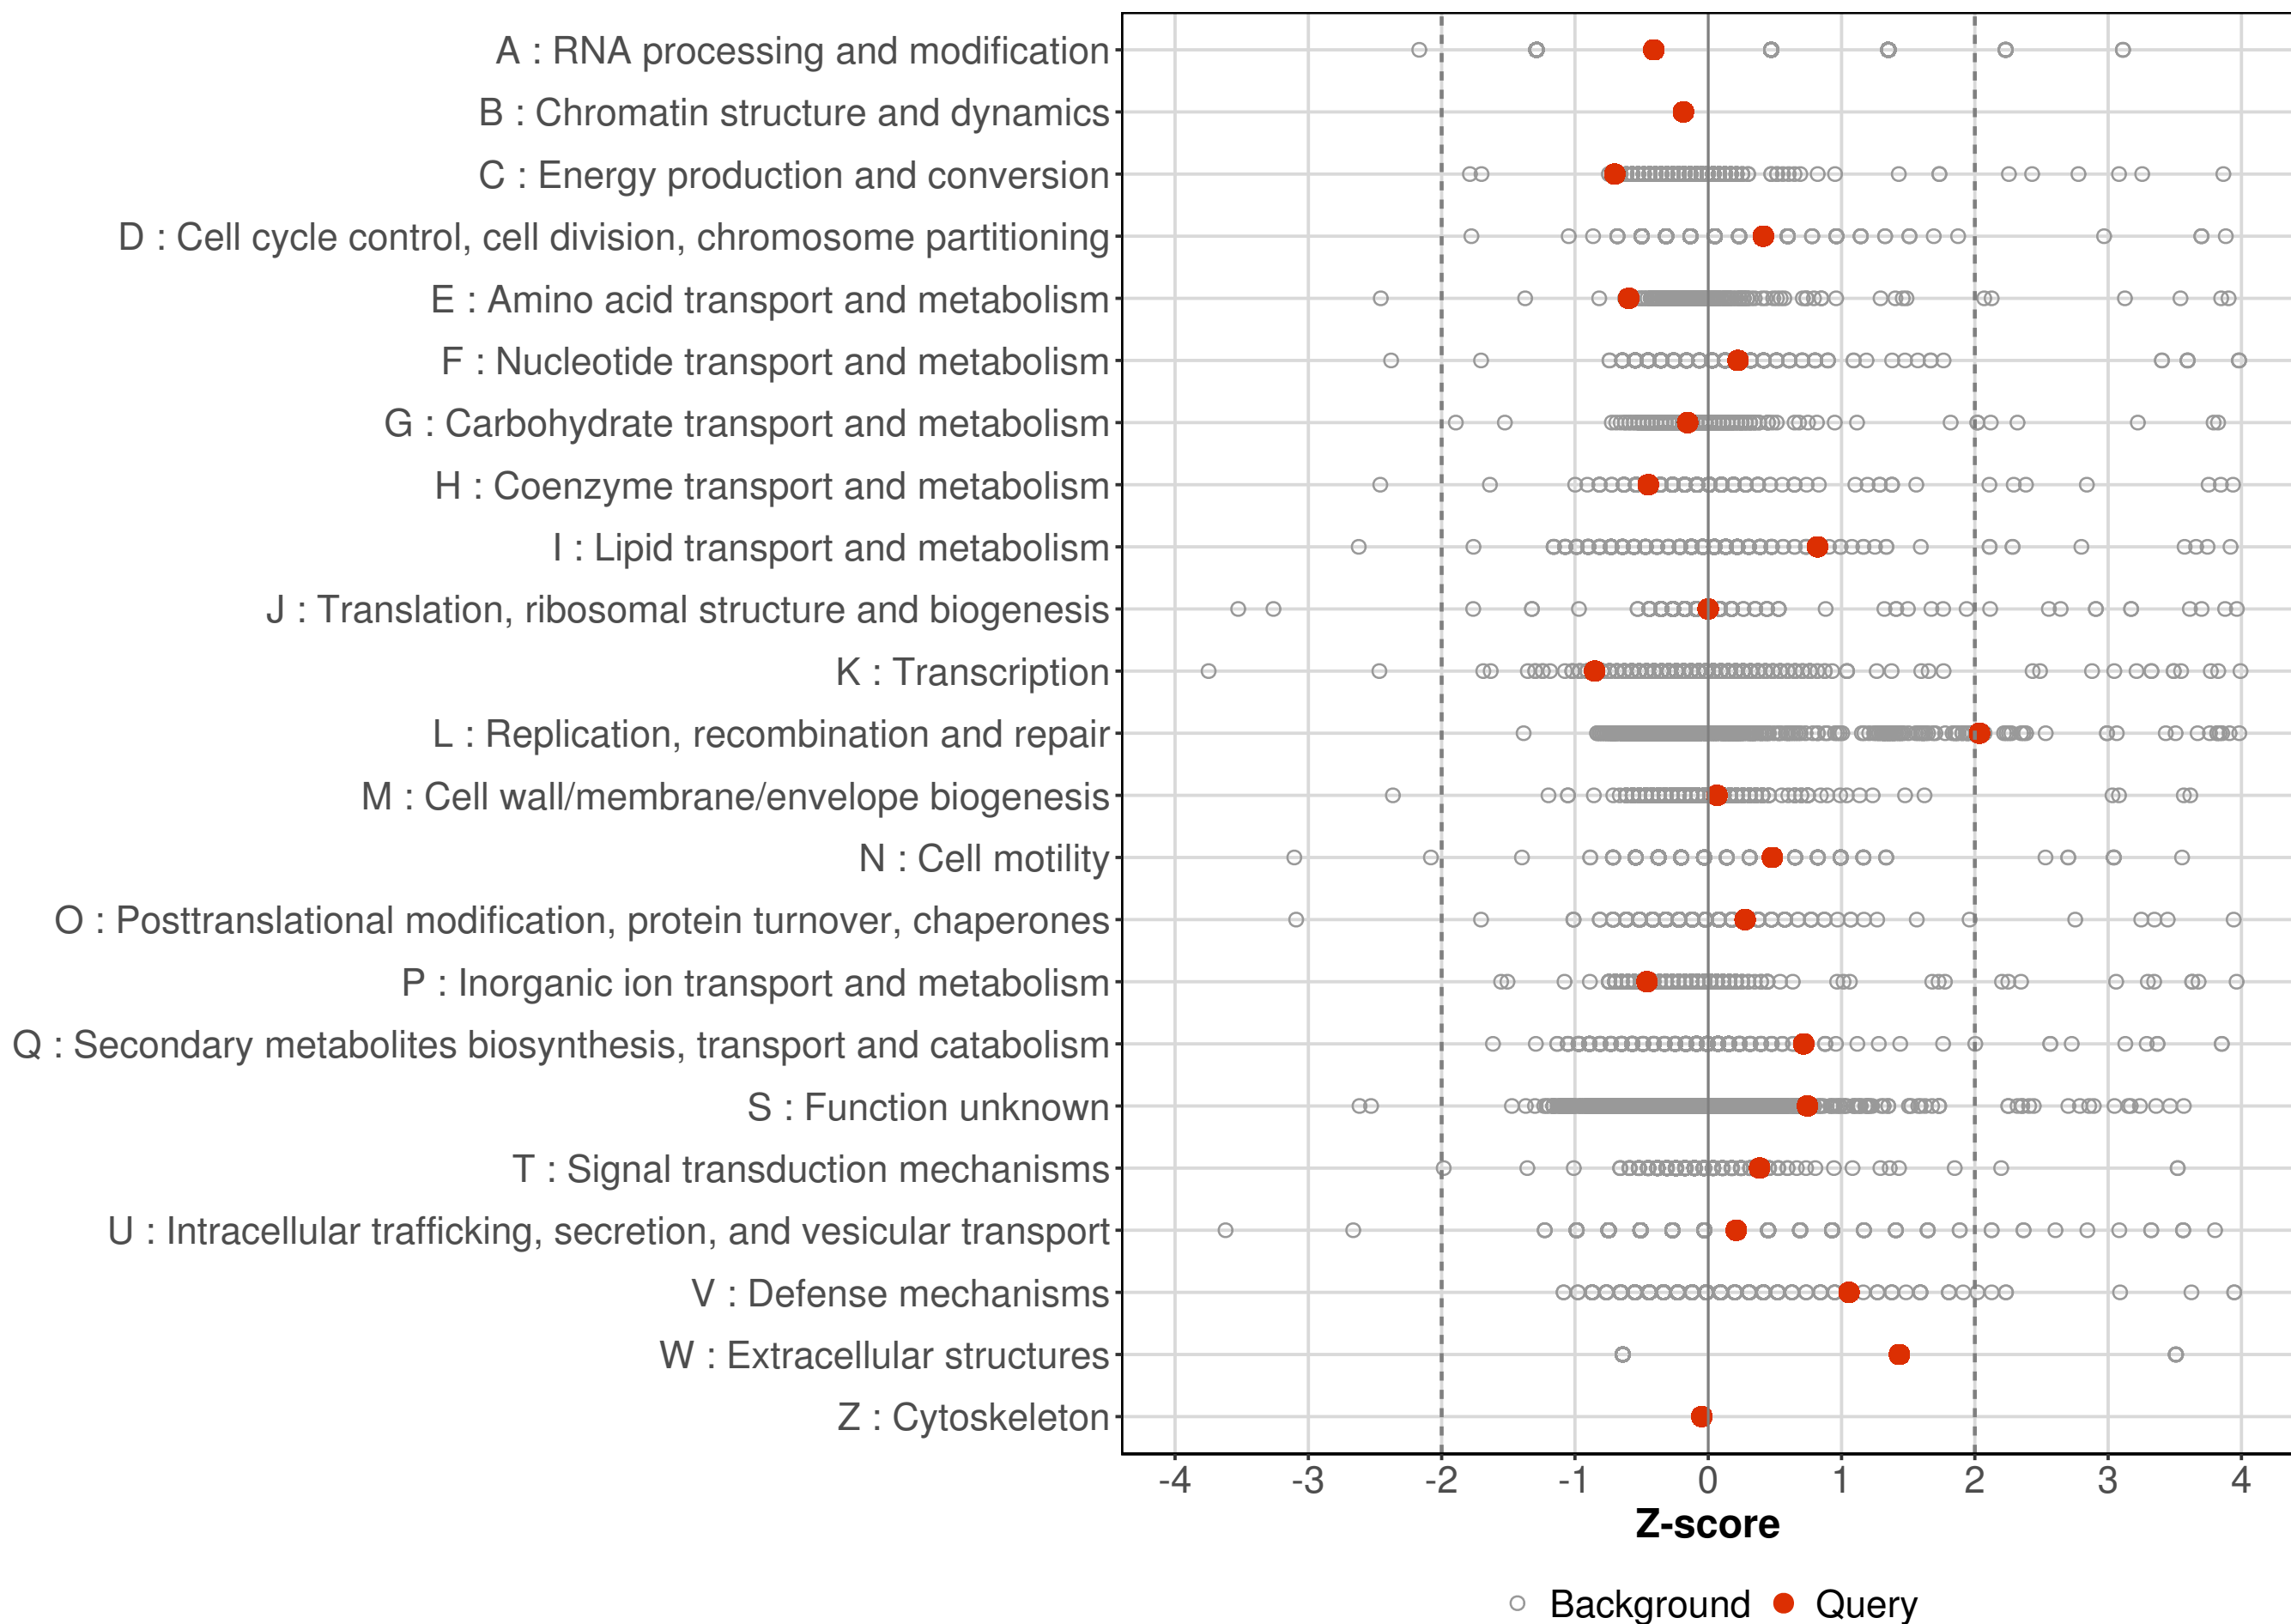 A : RNA processing and modification
B : Chromatin structure and dynamics
C : Energy production and conversion
D : Cell cycle control, cell division, chromosome partitioning
E : Amino acid transport and metabolism
F : Nucleotide transport and metabolism
G : Carbohydrate transport and metabolism
H : Coenzyme transport and metabolism
I : Lipid transport and metabolism
J : Translation, ribosomal structure and biogenesis
K : Transcription
L : Replication, recombination and repair
M : Cell wall/membrane/envelope biogenesis
N : Cell motility
O : Posttranslational modification, protein turnover, chaperones
P : Inorganic ion transport and metabolism
Q : Secondary metabolites biosynthesis, transport and catabolism
S : Function unknown
T : Signal transduction mechanisms
U : Intracellular trafficking, secretion, and vesicular transport
V : Defense mechanisms
W : Extracellular structures
Z : Cytoskeleton
-4 -3 -2 -1 0 1 2 3 4
Z-score
Background Query